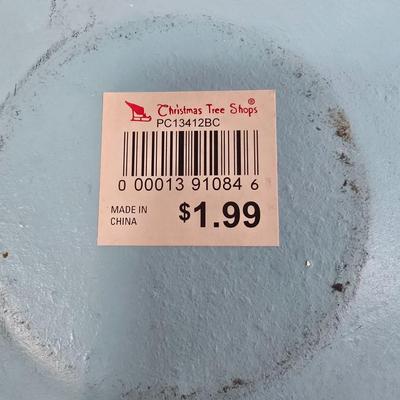 Christmas Tree Shops®
PC13412BC
0 00013 91084 6
MADE IN
CHINA
$1.99